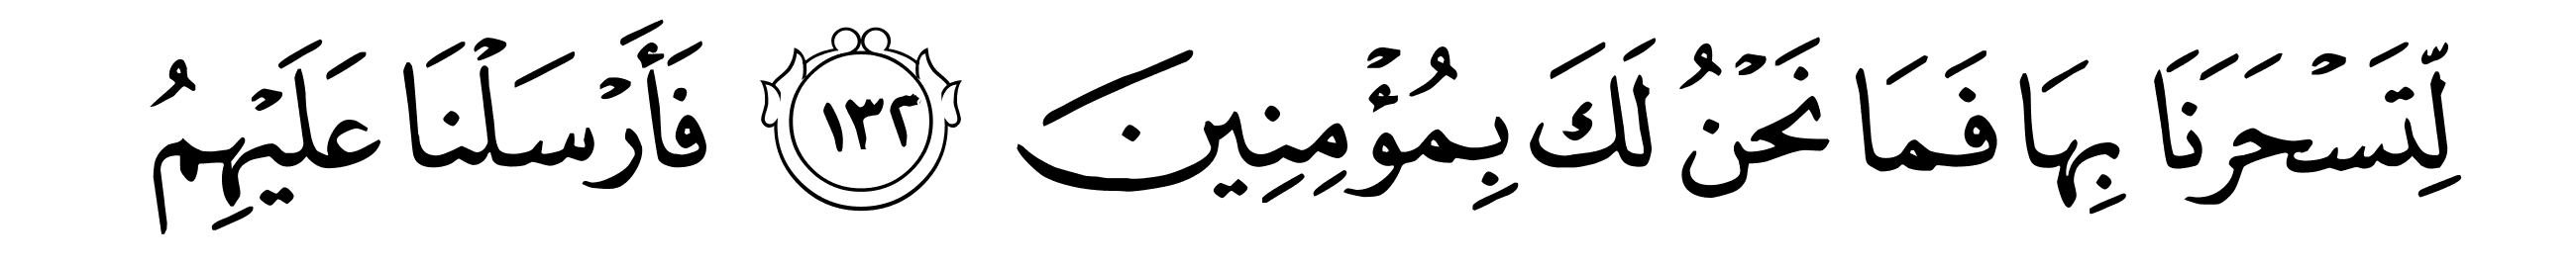 لِّتَسْحَرَنَا بِهَا فَمَا نَحْنُ لَكَ بِمُؤْمِنِينَ ١٣٢ فَأَرْسَلْنَا عَلَيْهِمُ